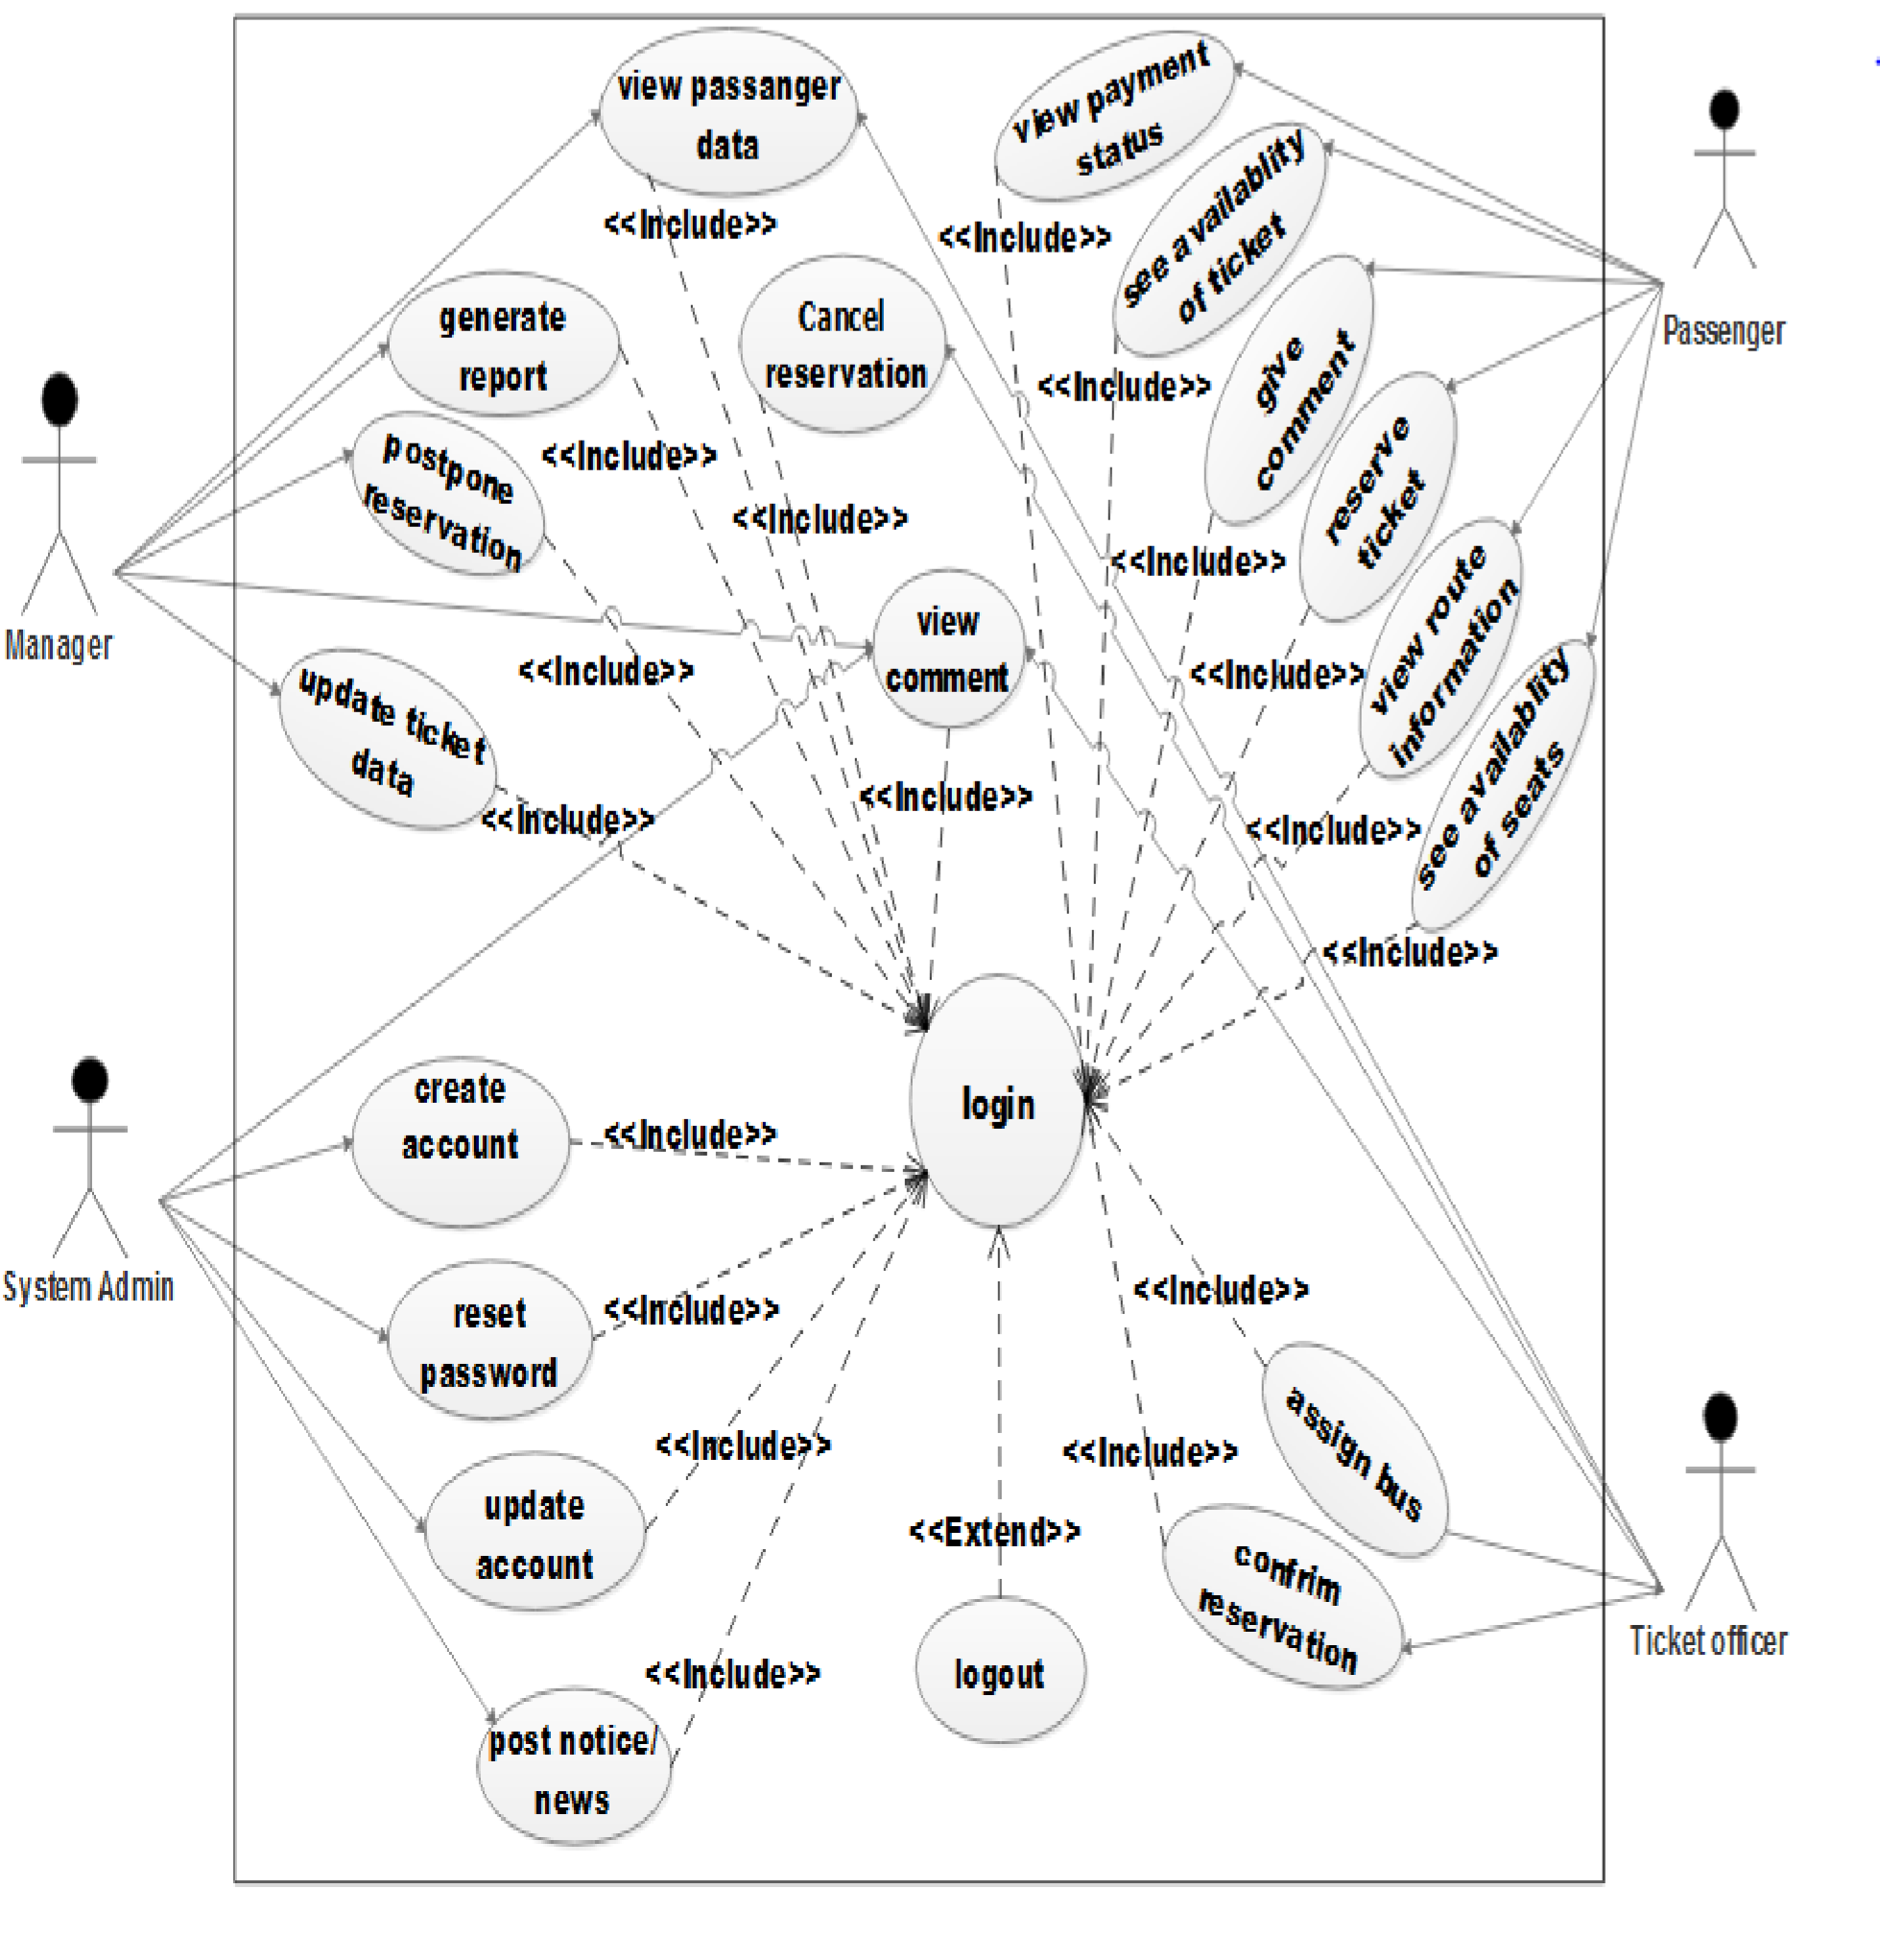 view passanger
data
view payment
status
<<Include>>
<<Include>>
see availablity
of ticket
Passenger
generate
report
Cancel
reservation
<<Include>>
give
comment
postpone
reservation
<<Include>>
<<Include>>
<<Include>>
reserve
ticket
Manager
view
comment
<<Include>>
<<Include>>
view route
information
update ticket
data
<<Include>>
<<Include>>
<<Include>>
see availablity
of seats
<<Include>>
login
create
account
<<Include>>
System Admin
reset
password
<<Include>>
<<Include>>
assign bus
<<Include>>
<<Include>>
update
account
<<Extend>>
confrim
reservation
Ticket officer
<<Include>>
logout
post notice/
news